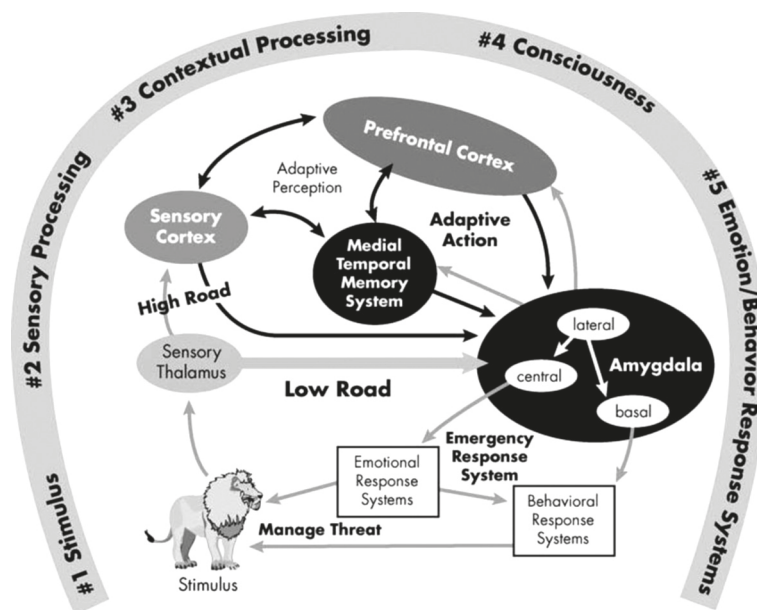 #1 Stimulus
#2 Sensory Processing
#3 Contextual Processing
#4 Consciousness
#5 Emotion/Behavior Response Systems
Prefrontal Cortex
Adaptive
Perception
Sensory
Cortex
Adaptive
Action
Medial
Temporal
Memory
System
High Road
lateral
Sensory
Thalamus
Amygdala
central
Low Road
basal
Emergency
Response
System
Emotional
Response
Systems
Behavioral
Response
Systems
Manage Threat
Stimulus